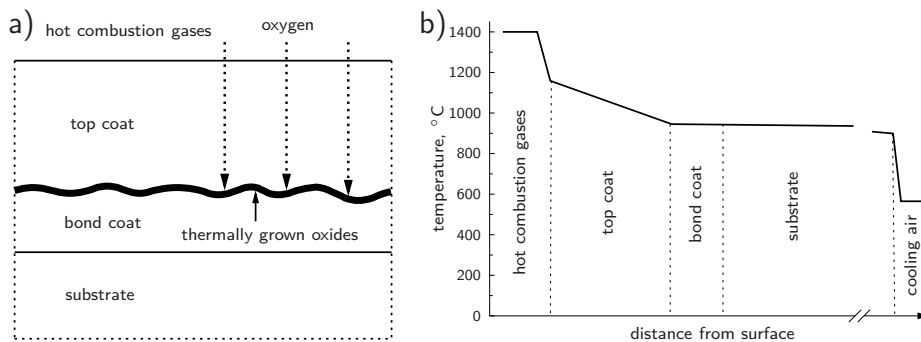 a)
hot combustion gases
oxygen
top coat
bond coat
thermally grown oxides
substrate
b)
temperature, °C
1400
1200
1000
800
600
400
200
0
hot combustion gases
top coat
bond coat
substrate
cooling air
distance from surface